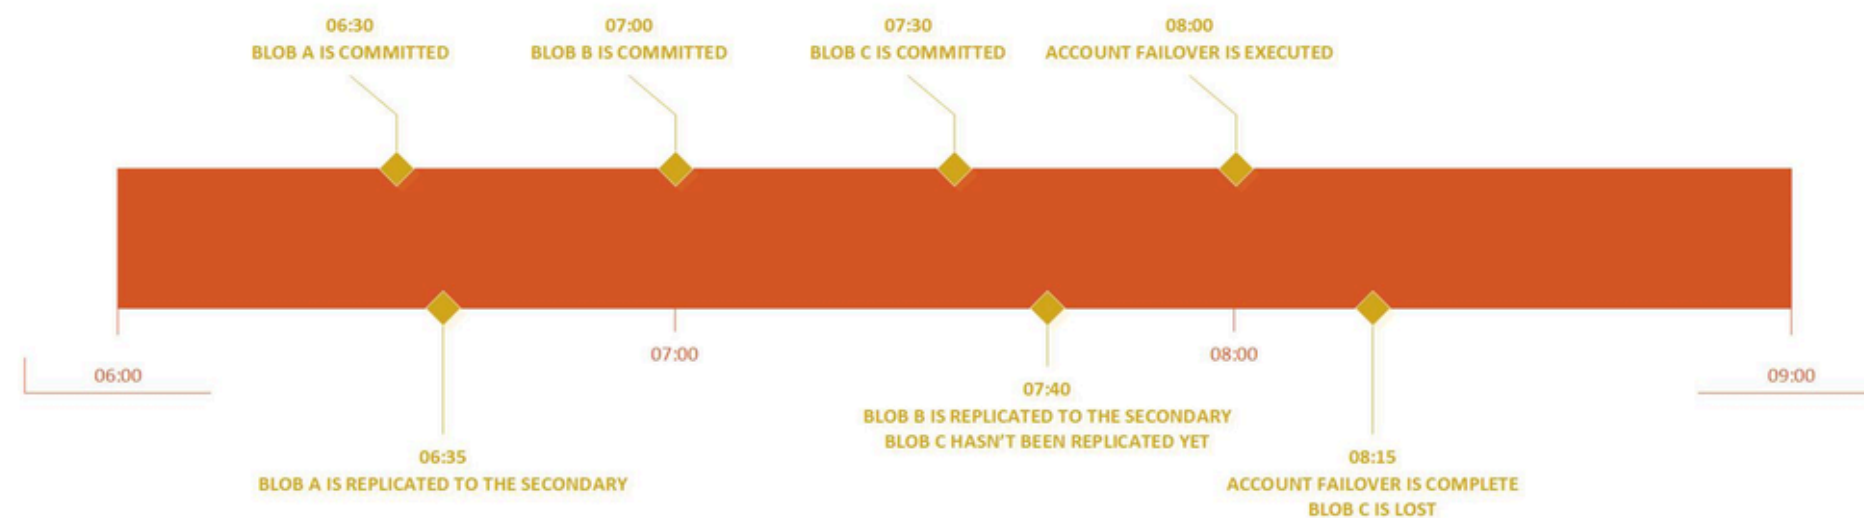 06:30
BLOB A IS COMMITTED
07:00
BLOB B IS COMMITTED
07:30
BLOB C IS COMMITTED
08:00
ACCOUNT FAILOVER IS EXECUTED
06:00
07:00
08:00
09:00
06:35
BLOB A IS REPLICATED TO THE SECONDARY
07:40
BLOB B IS REPLICATED TO THE SECONDARY
BLOB C HASN'T BEEN REPLICATED YET
08:15
ACCOUNT FAILOVER IS COMPLETE
BLOB C IS LOST